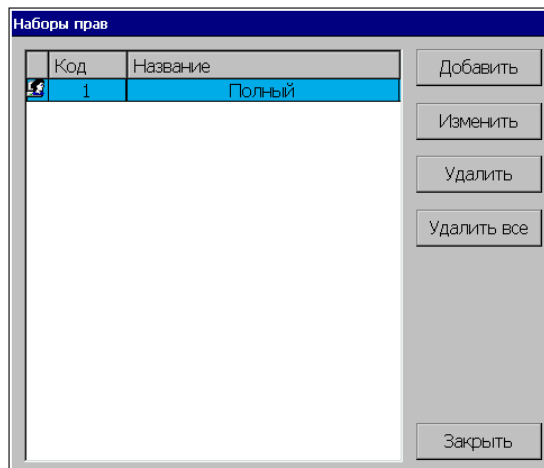 Наборы прав
Код Название
1 Полный
Добавить
Изменить
Удалить
Удалить все
Закрыть